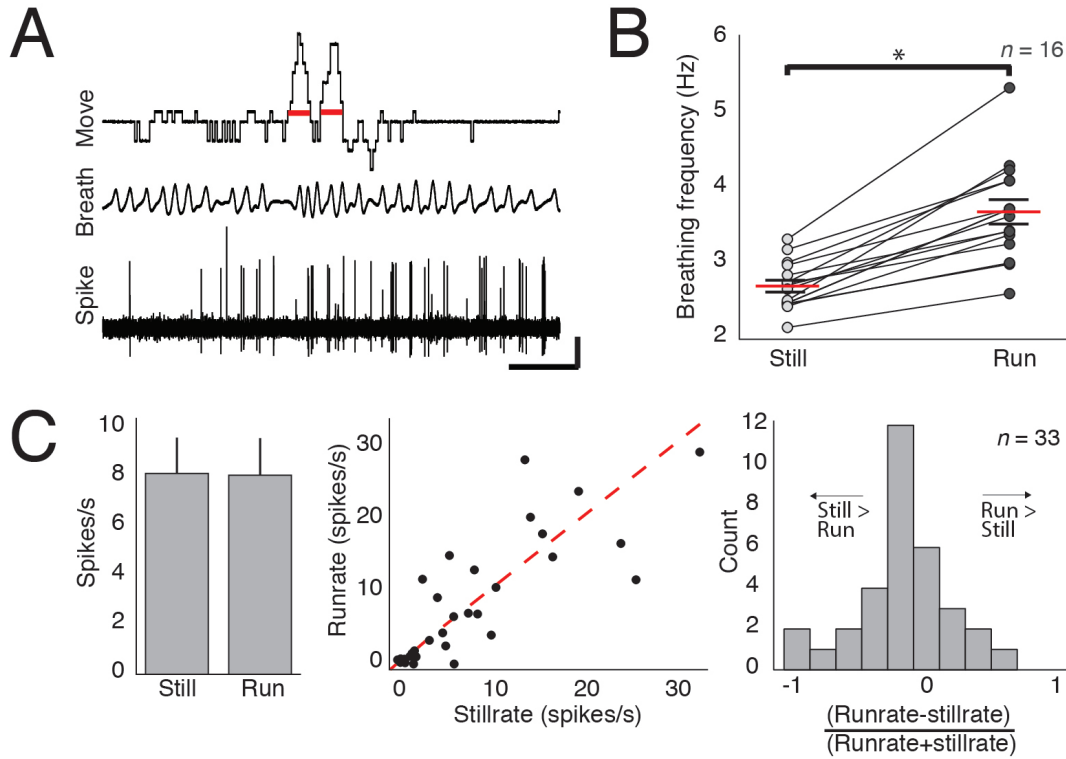 A
Move
Breath
Spike
B
Breathing frequency (Hz)
6
5
4
3
2
*
n = 16
Still
Run
C
Spikes/s
10
8
6
4
2
0
Still
Run
Runrate (spikes/s)
30
20
10
0
0
10
20
30
Stillrate (spikes/s)
Count
12
10
8
6
4
2
0
n = 33
Still >
Run
Run >
Still
-1
0
1
(Runrate-stillrate)
(Runrate+stillrate)